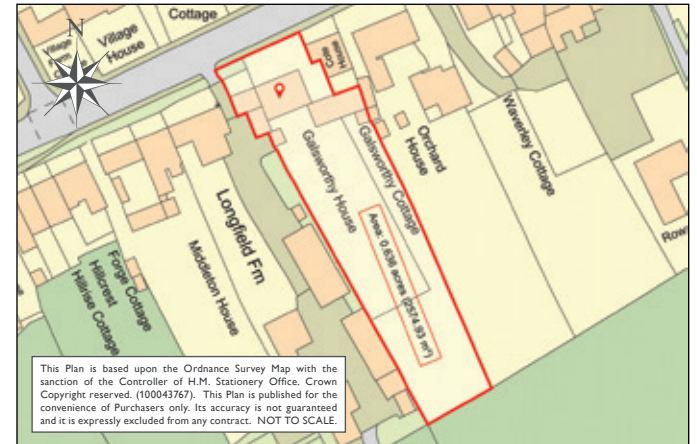 Cottage
N
Village
House
Village
Cote
House
Galsworthy House
Galsworthy Cottage
Orchard
House
Waverley Cottage
Longfield Fm
Middleton House
Forge Cottage
Hillcrest
Hillrise Cottage
Area: 0.636 acres (2574.93 m²)
This Plan is based upon the Ordnance Survey Map with the
sanction of the Controller of H.M. Stationery Office. Crown
Copyright reserved. (100043767). This Plan is published for the
convenience of Purchasers only. Its accuracy is not guaranteed
and it is expressly excluded from any contract. NOT TO SCALE.